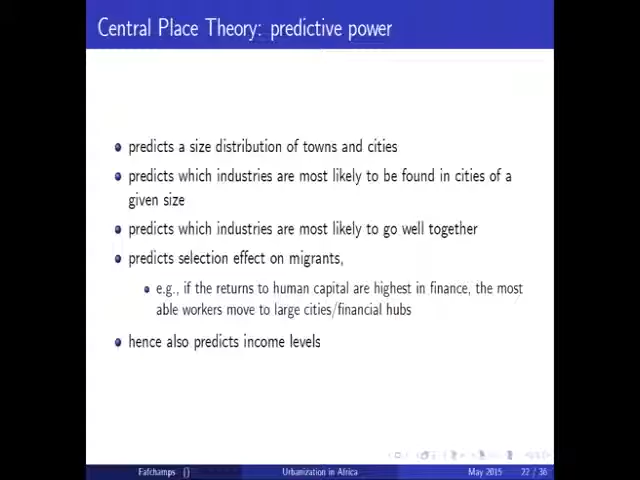 Central Place Theory: predictive power
predicts a size distribution of towns and cities
predicts which industries are most likely to be found in cities of a
given size
predicts which industries are most likely to go well together
predicts selection effect on migrants,
e.g., if the returns to human capital are highest in finance, the most
able workers move to large cities/financial hubs
hence also predicts income levels
Fafchamps () Urbanization in Africa May 2015 22 / 36